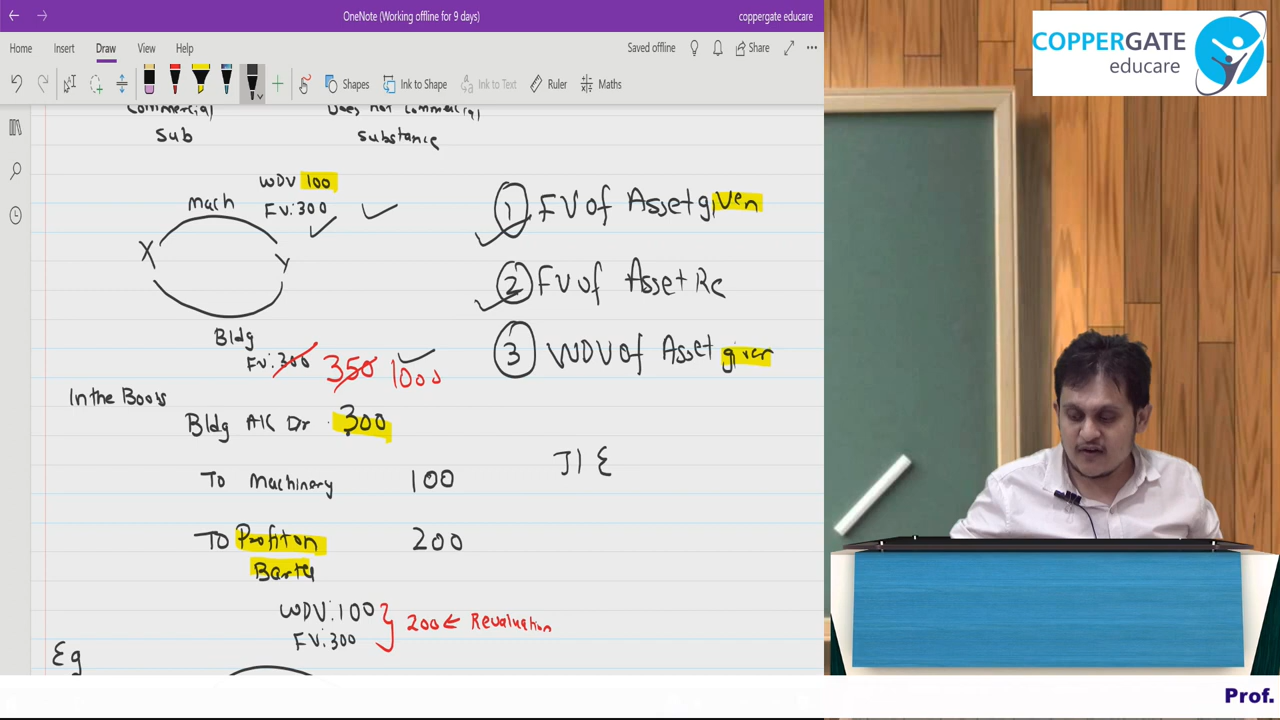 OneNote (Working offline for 9 days)
coppergate educare
Home Insert Draw View Help
Saved offline
Share
Shapes
Ink to Shape
Ink to Text
Ruler
Maths
COPPERGATE
educare
Commercial
Sub
Does not commercial
substance
WDV 100
FV:300
Mach
X
Y
Bldg
FV:300 350 1000
1 FV of Asset given
2 FV of Asset Re
3 WDV of Asset given
In the Books
Bldg A/C Dr 300
To Machinery 100
To Profit on 200
Barter
JIE
WDV:100
FV:300
200 ← Revaluation
Eg
Prof.